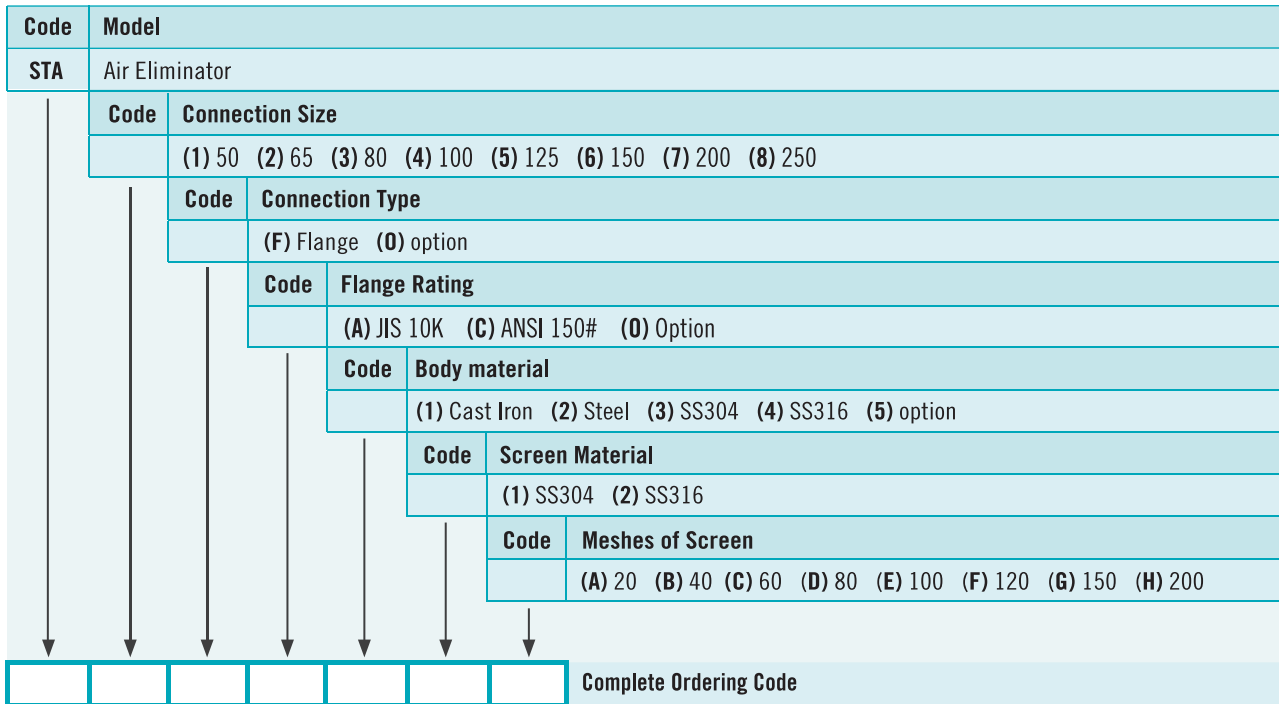 Code Model
STA Air Eliminator
Code Connection Size
(1) 50 (2) 65 (3) 80 (4) 100 (5) 125 (6) 150 (7) 200 (8) 250
Code Connection Type
(F) Flange (O) option
Code Flange Rating
(A) JIS 10K (C) ANSI 150# (O) Option
Code Body material
(1) Cast Iron (2) Steel (3) SS304 (4) SS316 (5) option
Code Screen Material
(1) SS304 (2) SS316
Code Meshes of Screen
(A) 20 (B) 40 (C) 60 (D) 80 (E) 100 (F) 120 (G) 150 (H) 200
Complete Ordering Code